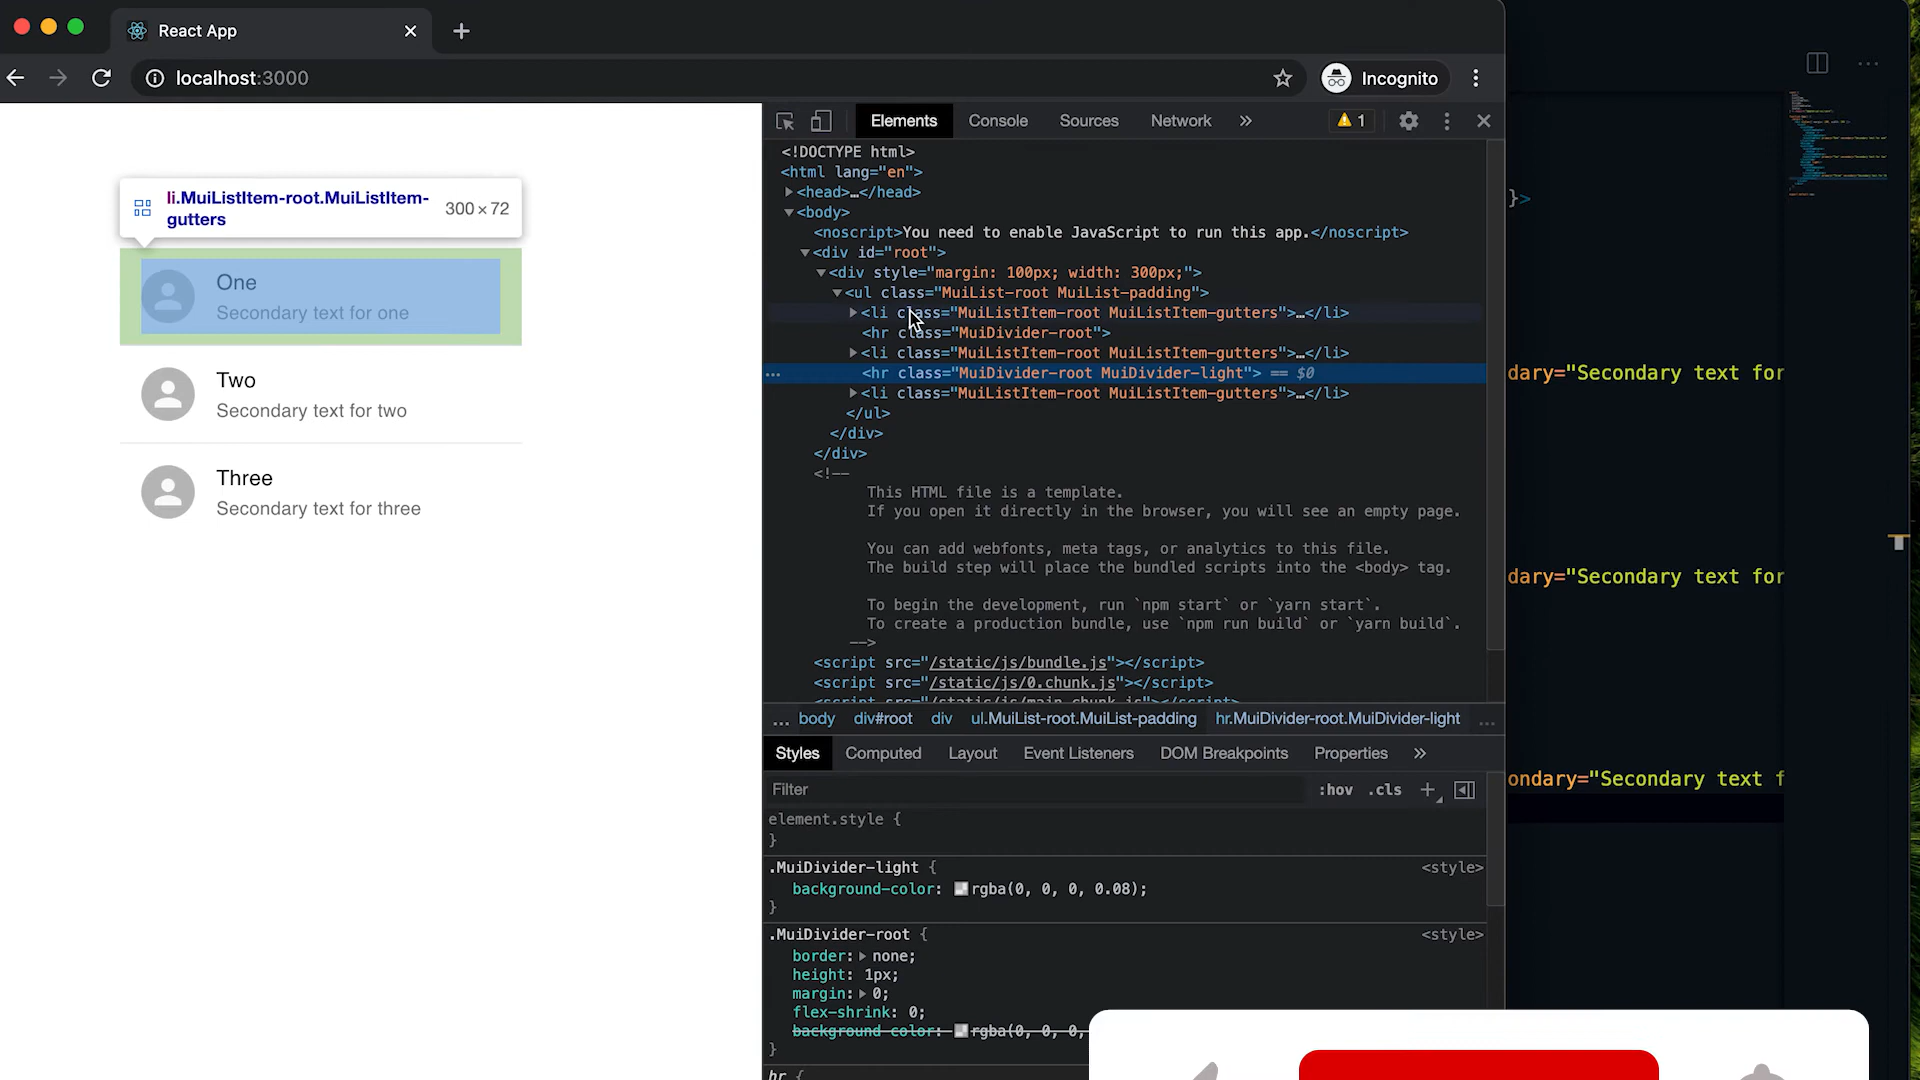 React App
localhost:3000
Incognito
li.MuiListItem-root.MuiListItem-
gutters
300×72
One
Secondary text for one
Two
Secondary text for two
Three
Secondary text for three
Elements
Console
Sources
Network
1
<!DOCTYPE html>
<html lang="en">
<head>…</head>
<body>
<noscript>You need to enable JavaScript to run this app.</noscript>
<div id="root">
<div style="margin: 100px; width: 300px;">
<ul class="MuiList-root MuiList-padding">
<li class="MuiListItem-root MuiListItem-gutters">…</li>
<hr class="MuiDivider-root">
<li class="MuiListItem-root MuiListItem-gutters">…</li>
<hr class="MuiDivider-root MuiDivider-light"> == $0
<li class="MuiListItem-root MuiListItem-gutters">…</li>
</ul>
</div>
</div>
<!--
This HTML file is a template.
If you open it directly in the browser, you will see an empty page.
You can add webfonts, meta tags, or analytics to this file.
The build step will place the bundled scripts into the <body> tag.
To begin the development, run `npm start` or `yarn start`.
To create a production bundle, use `npm run build` or `yarn build`.
-->
<script src="/static/js/bundle.js"></script>
<script src="/static/js/0.chunk.js"></script>
<script src="/static/js/main.chunk.js"></script>
… body div#root div ul.MuiList-root.MuiList-padding hr.MuiDivider-root.MuiDivider-light …
Styles
Computed
Layout
Event Listeners
DOM Breakpoints
Properties
Filter
:hov
.cls
element.style {
}
.MuiDivider-light {
<style>
background-color: rgba(0, 0, 0, 0.08);
}
.MuiDivider-root {
<style>
border: none;
height: 1px;
margin: 0;
flex-shrink: 0;
background-color: rgba(0, 0, 0,
}
hr {
}>
dary="Secondary text for
dary="Secondary text for
ondary="Secondary text f